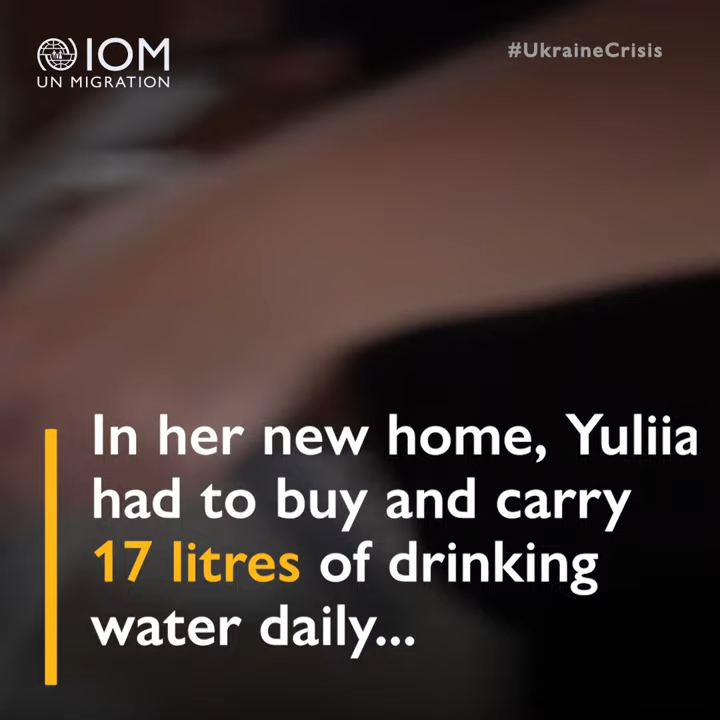 IOM
UN MIGRATION
#UkraineCrisis
In her new home, Yuliia
had to buy and carry
17 litres of drinking
water daily...